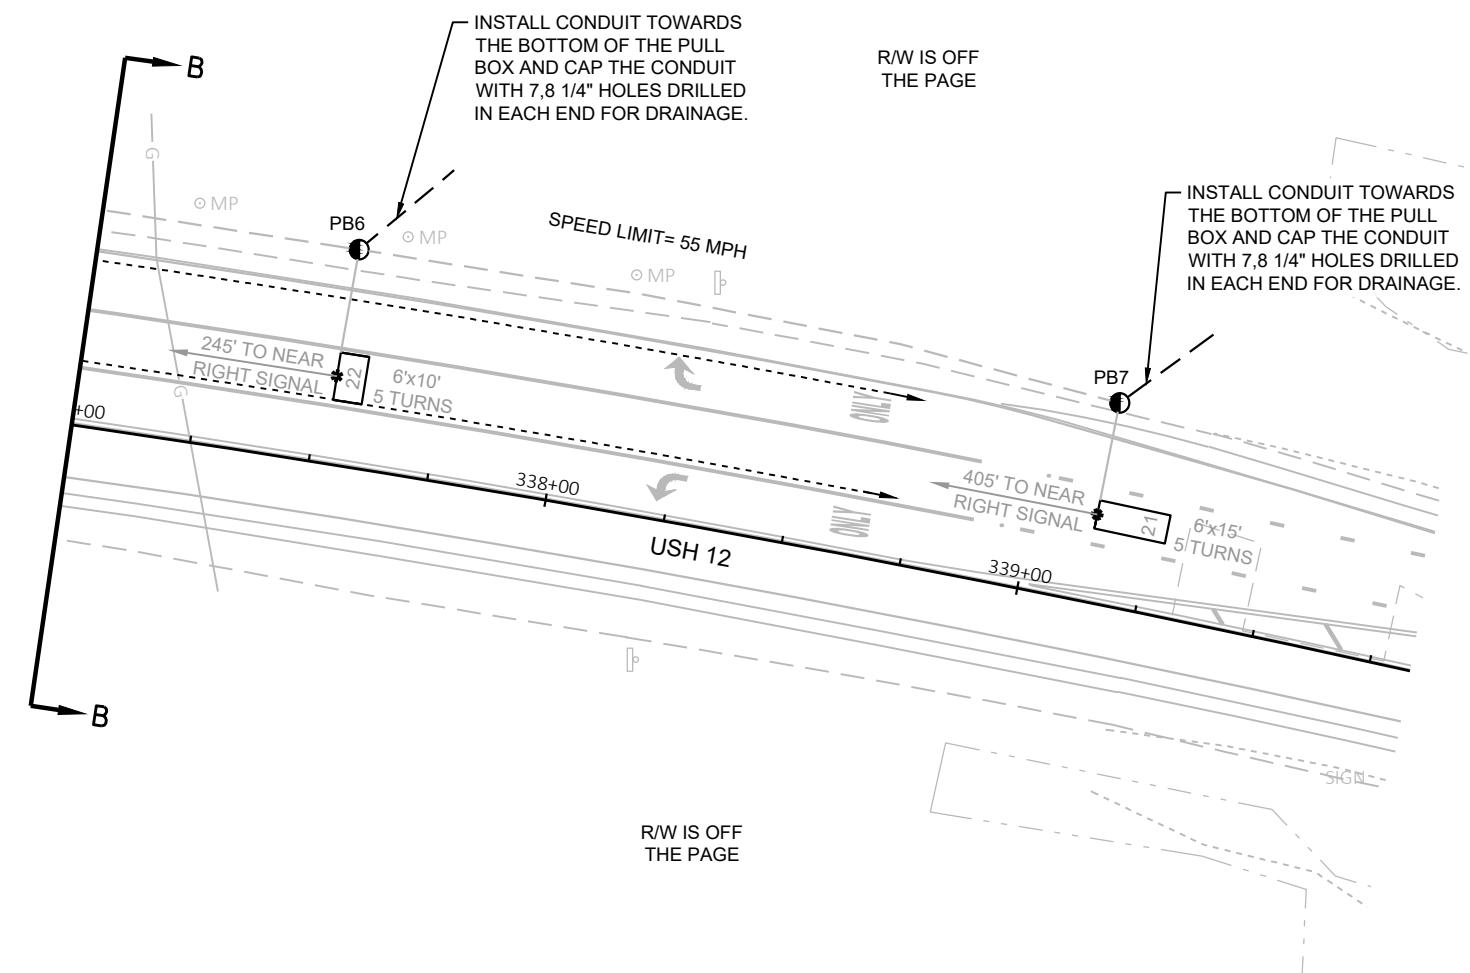 INSTALL CONDUIT TOWARDS
THE BOTTOM OF THE PULL
BOX AND CAP THE CONDUIT
WITH 7,8 1/4" HOLES DRILLED
IN EACH END FOR DRAINAGE.
R/W IS OFF
THE PAGE
B
G
MP
PB6
MP
SPEED LIMIT= 55 MPH
MP
INSTALL CONDUIT TOWARDS
THE BOTTOM OF THE PULL
BOX AND CAP THE CONDUIT
WITH 7,8 1/4" HOLES DRILLED
IN EACH END FOR DRAINAGE.
245' TO NEAR
RIGHT SIGNAL
22
6'x10'
5 TURNS
G
PB7
+00
338+00
405' TO NEAR
RIGHT SIGNAL
21
6'x15'
5 TURNS
USH 12
339+00
B
SIGN
R/W IS OFF
THE PAGE